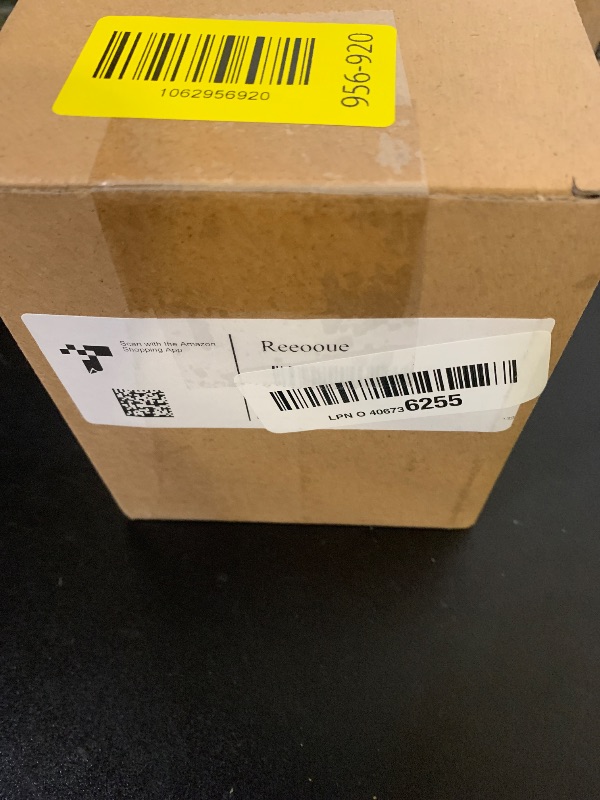 1062956920
956-920
Scan with the Amazon
Shopping App
Reeooue
LPN O 406736255